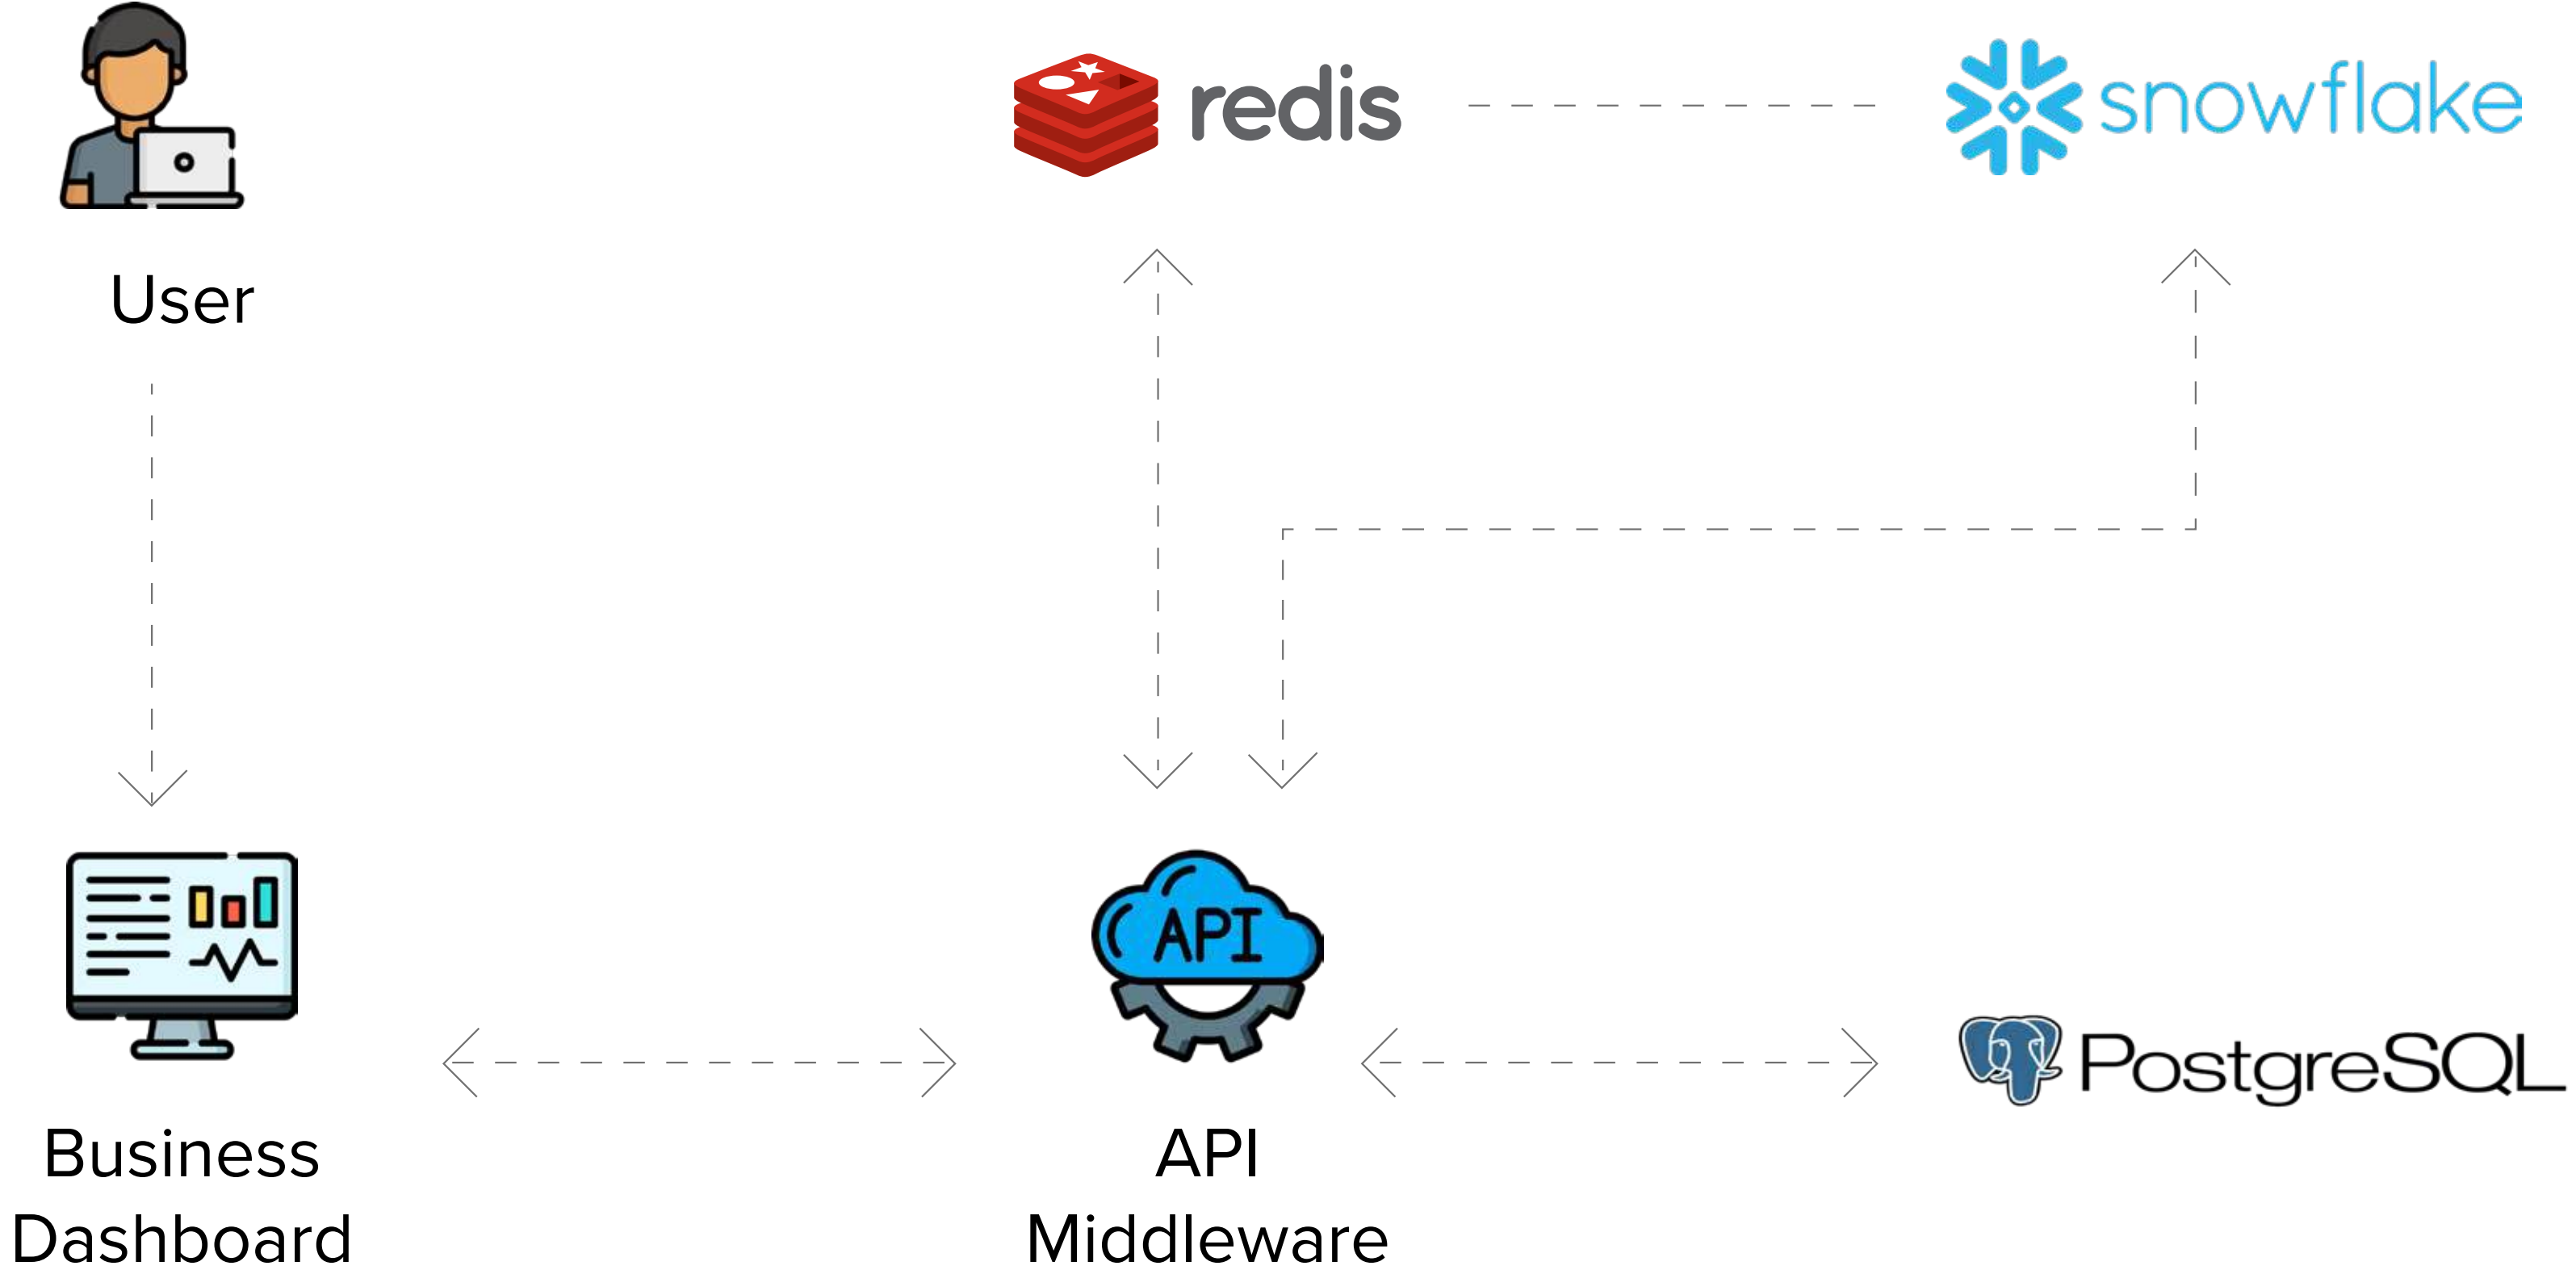 redis
snowflake
User
API
PostgreSQL
Business
Dashboard
API
Middleware